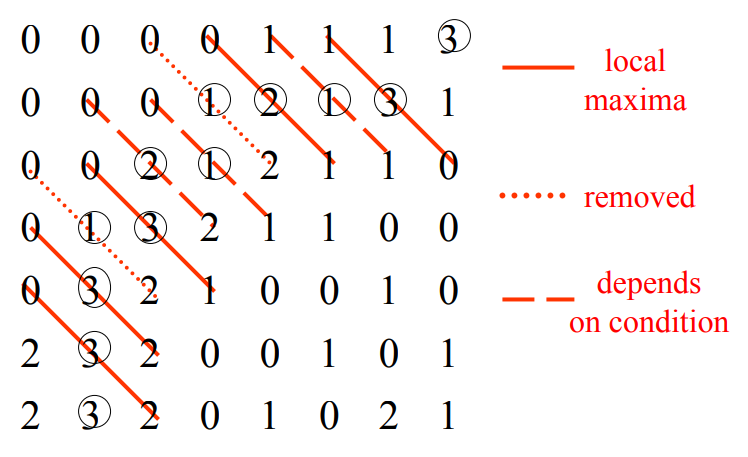 0 0 0 0 1 1 1 3
0 0 0 1 2 1 3 1
0 0 2 1 2 1 1 0
0 1 3 2 1 1 0 0
0 3 2 1 0 0 1 0
2 3 2 0 0 1 0 1
2 3 2 0 1 0 2 1
local
maxima
removed
depends
on condition